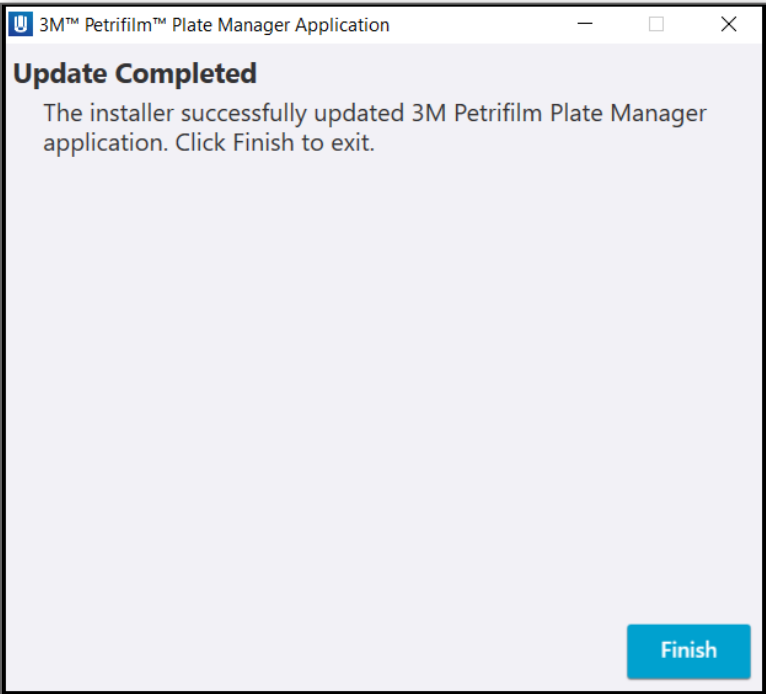 3M™ Petrifilm™ Plate Manager Application
Update Completed
The installer successfully updated 3M Petrifilm Plate Manager
application. Click Finish to exit.
Finish